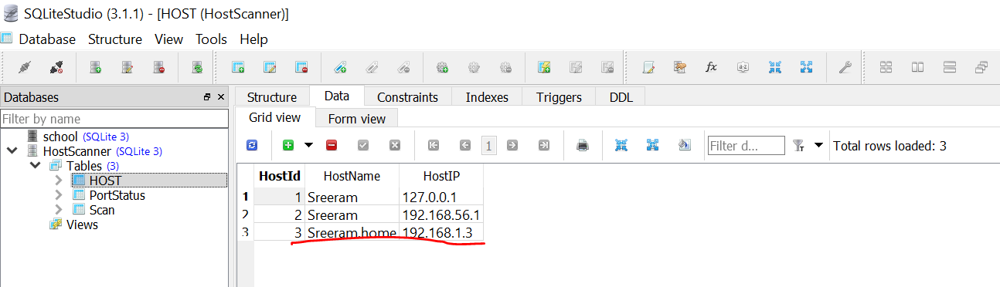 SQLiteStudio (3.1.1) - [HOST (HostScanner)]
Database Structure View Tools Help
Databases
Filter by name
school (SQLite 3)
HostScanner (SQLite 3)
Tables (3)
HOST
PortStatus
Scan
Views
Structure Data Constraints Indexes Triggers DDL
Grid view Form view
1 Filter d... Total rows loaded: 3
HostId HostName HostIP
1 1 Sreeram 127.0.0.1
2 2 Sreeram 192.168.56.1
3 3 Sreeram.home 192.168.1.3